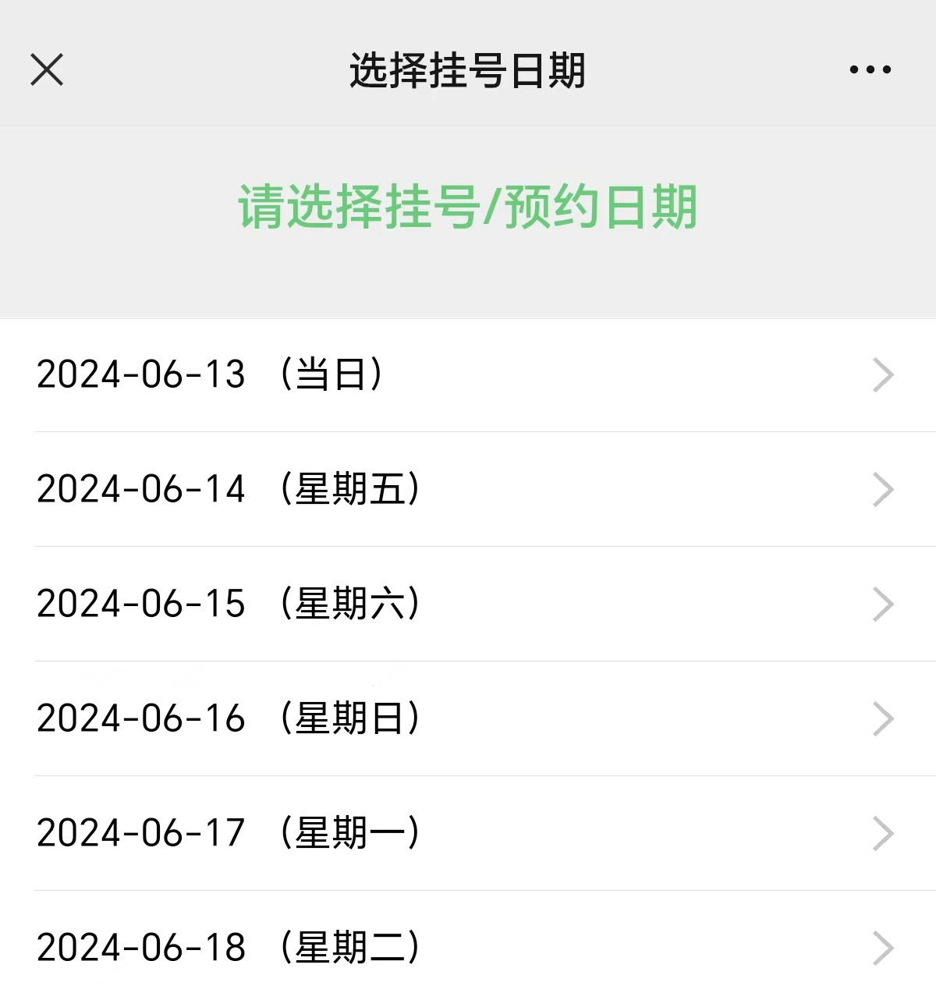 选择挂号日期
请选择挂号/预约日期
2024-06-13 （当日）
2024-06-14 （星期五）
2024-06-15 （星期六）
2024-06-16 （星期日）
2024-06-17 （星期一）
2024-06-18 （星期二）